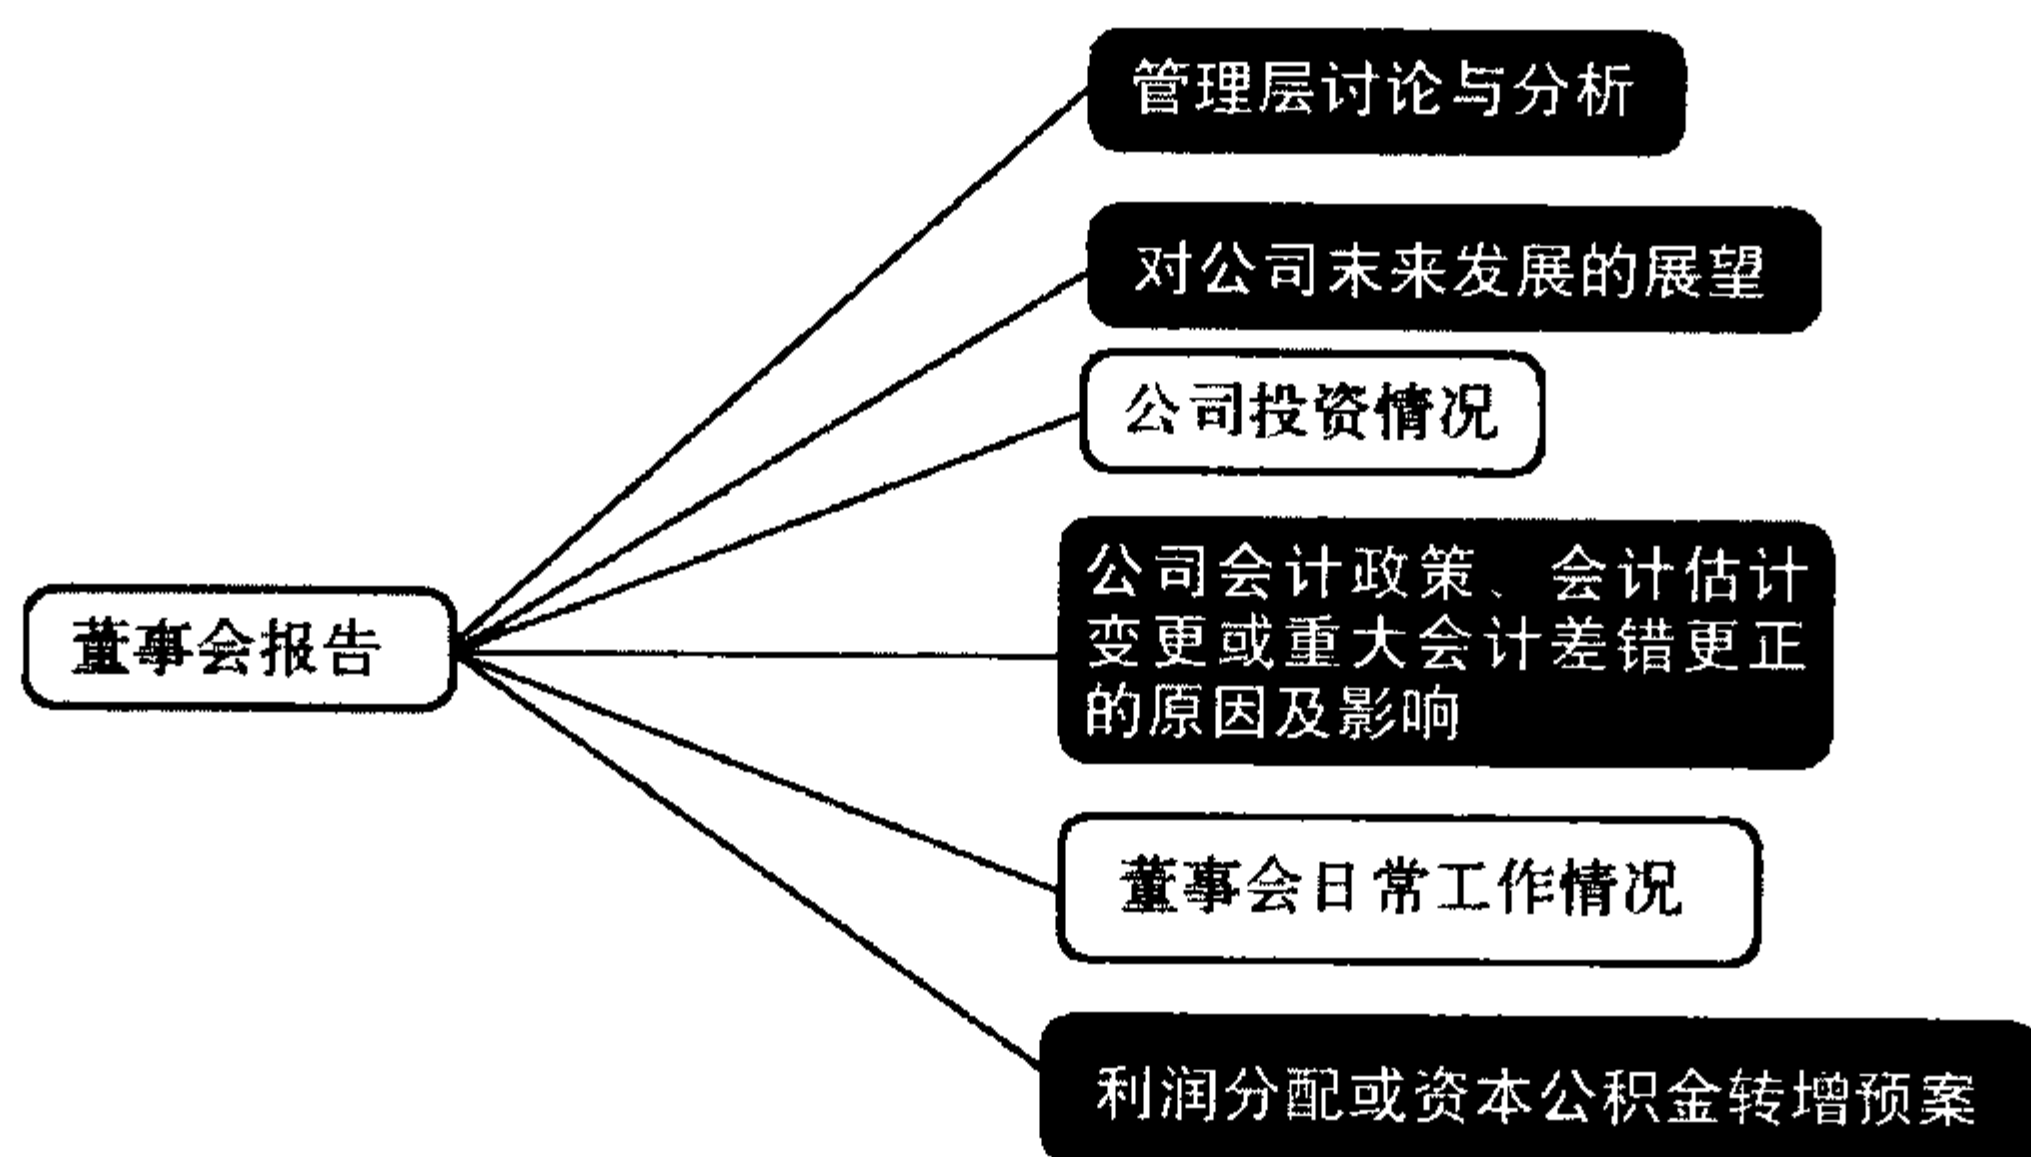 管理层讨论与分析
对公司末来发展的展望
公司投资情况
董事会报告
公司会计政策、会计估计
变更或重大会计差错更正
的原因及影响
董事会日常工作情况
利润分配或资本公积金转增预案